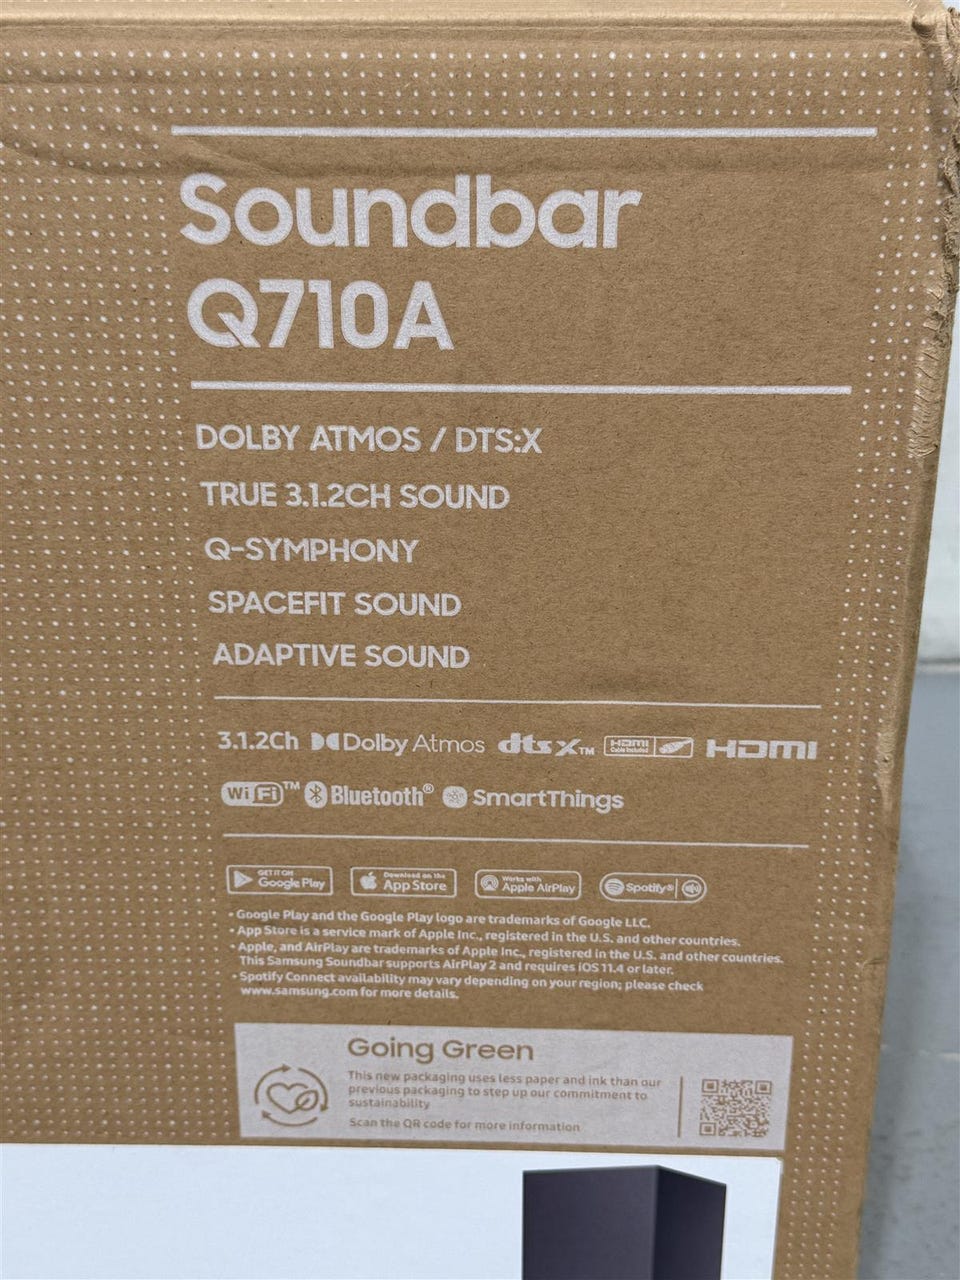 Soundbar
Q710A
DOLBY ATMOS / DTS:X
TRUE 3.1.2CH SOUND
Q-SYMPHONY
SPACEFIT SOUND
ADAPTIVE SOUND
3.1.2Ch Dolby Atmos dts X™ HDMI Cable Included HDMI
WiFi™ Bluetooth® SmartThings
GET IT ON Google Play Download on the App Store Works with Apple AirPlay Spotify®
• Google Play and the Google Play logo are trademarks of Google LLC.
• App Store is a service mark of Apple Inc., registered in the U.S. and other countries.
• Apple, and AirPlay are trademarks of Apple Inc., registered in the U.S. and other countries.
This Samsung Soundbar supports AirPlay 2 and requires iOS 11.4 or later.
• Spotify Connect availability may vary depending on your region; please check
www.samsung.com for more details.
Going Green
This new packaging uses less paper and ink than our
previous packaging to step up our commitment to
sustainability
Scan the QR code for more information